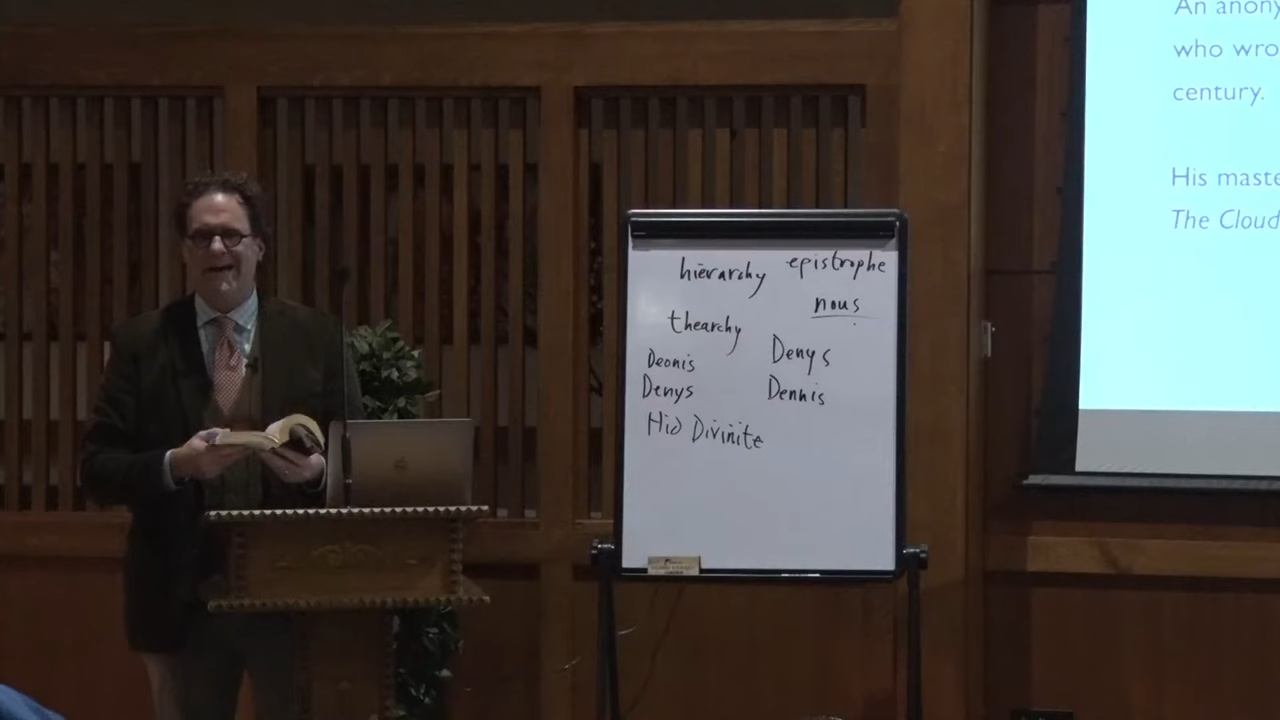 hierarchy epistrophe
nous
thearchy
Deonis
Denys
Denys
Dennis
Hid Divinite
An anony
who wro
century.
His maste
The Cloud